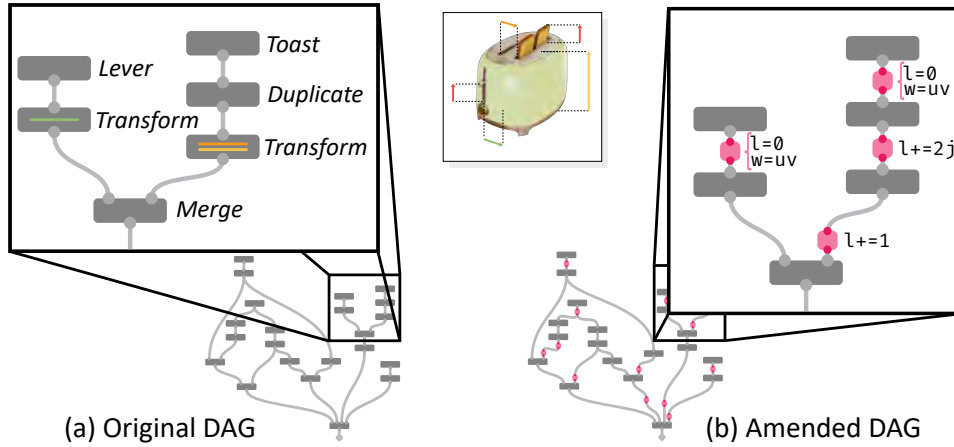 Toast
Lever
Duplicate
Transform
Transform
Merge
(a) Original DAG
l=0
w=uv
l=0
w=uv
l+=2j
l+=1
(b) Amended DAG